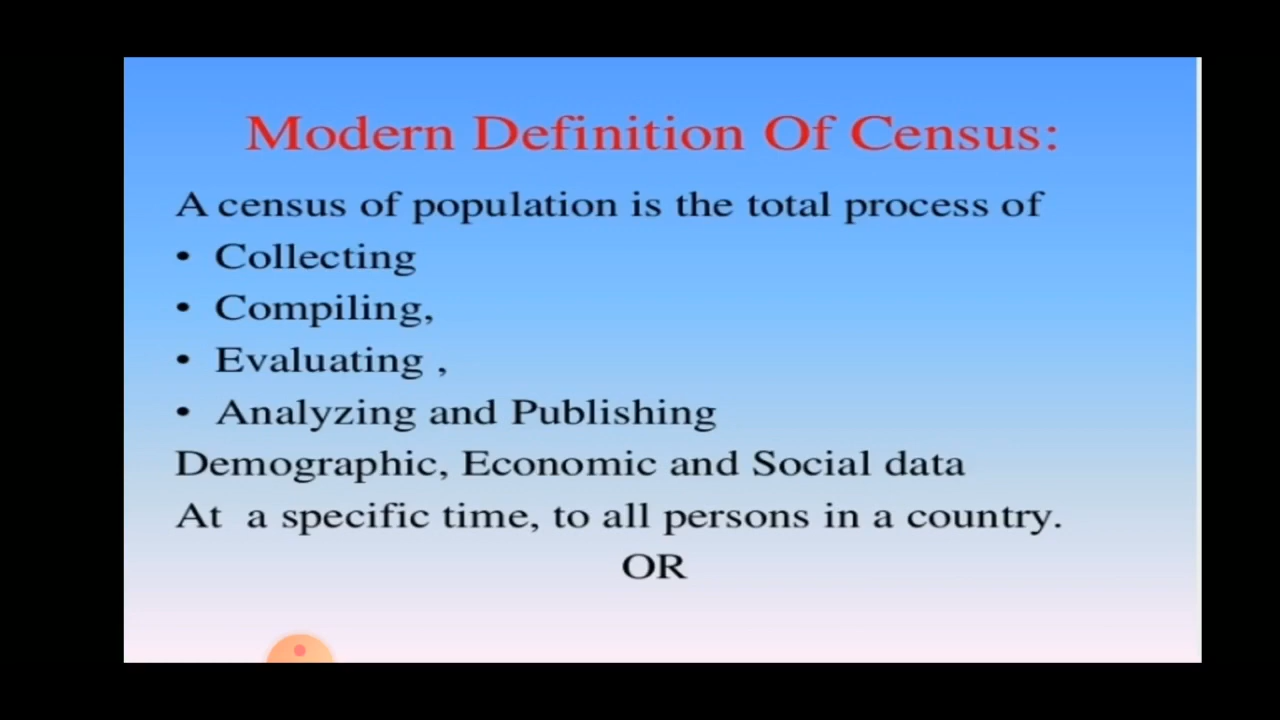 Modern Definition Of Census:
A census of population is the total process of
• Collecting
• Compiling,
• Evaluating ,
• Analyzing and Publishing
Demographic, Economic and Social data
At a specific time, to all persons in a country.
OR